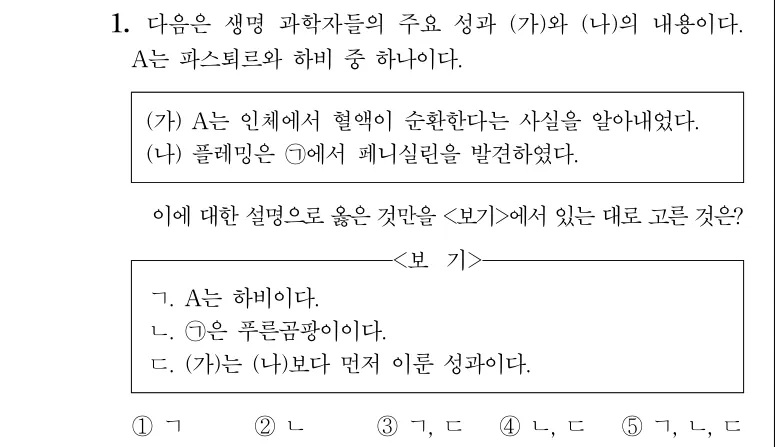 1. 다음은 생명 과학자들의 주요 성과 (가)와 (나)의 내용이다.
A는 파스퇴르와 하비 중 하나이다.
(가) A는 인체에서 혈액이 순환한다는 사실을 알아내었다.
(나) 플레밍은 ㉠에서 페니실린을 발견하였다.
이에 대한 설명으로 옳은 것만을 <보기>에서 있는 대로 고른 것은?
<보 기>
ㄱ. A는 하비이다.
ㄴ. ㉠은 푸른곰팡이이다.
ㄷ. (가)는 (나)보다 먼저 이룬 성과이다.
① ㄱ ② ㄴ ③ ㄱ, ㄷ ④ ㄴ, ㄷ ⑤ ㄱ, ㄴ, ㄷ